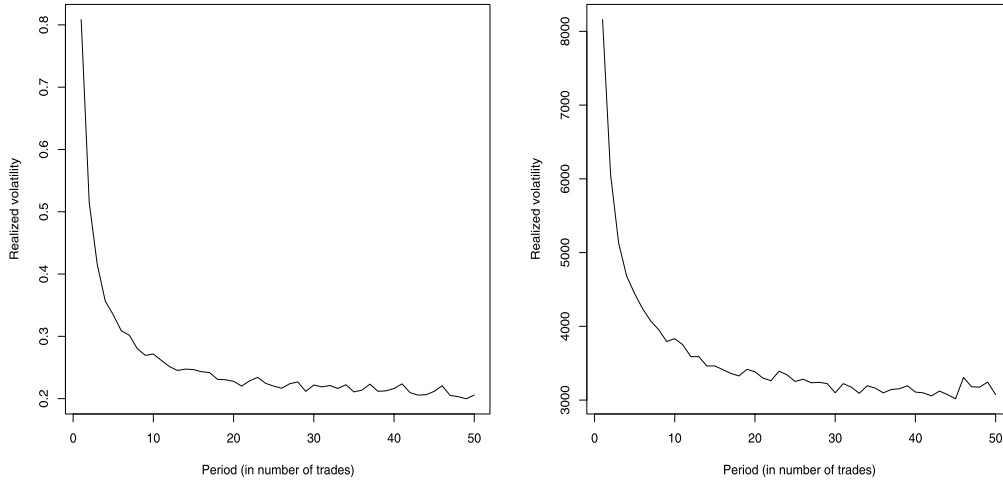 0.8
0.7
0.6
0.5
0.4
0.3
0.2
Realized volatility
0 10 20 30 40 50
Period (in number of trades)
8000
7000
6000
5000
4000
3000
Realized volatility
0 10 20 30 40 50
Period (in number of trades)